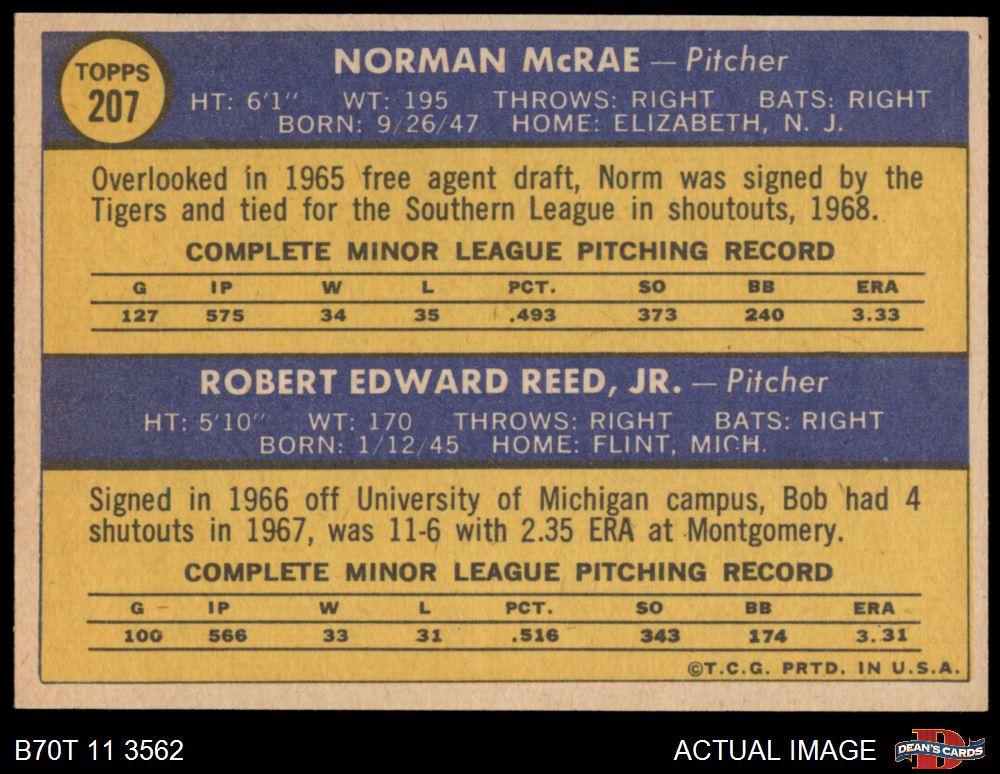 TOPPS
207
NORMAN McRAE — Pitcher
HT: 6'1" WT: 195 THROWS: RIGHT BATS: RIGHT
BORN: 9/26/47 HOME: ELIZABETH, N. J.
Overlooked in 1965 free agent draft, Norm was signed by the
Tigers and tied for the Southern League in shoutouts, 1968.
COMPLETE MINOR LEAGUE PITCHING RECORD
G IP W L PCT. SO BB ERA
127 575 34 35 .493 373 240 3.33
ROBERT EDWARD REED, JR. — Pitcher
HT: 5'10" WT: 170 THROWS: RIGHT BATS: RIGHT
BORN: 1/12/45 HOME: FLINT, MICH.
Signed in 1966 off University of Michigan campus, Bob had 4
shutouts in 1967, was 11-6 with 2.35 ERA at Montgomery.
COMPLETE MINOR LEAGUE PITCHING RECORD
G IP W L PCT. SO BB ERA
100 566 33 31 .516 343 174 3.31
©T.C.G. PRTD. IN U.S.A.
B70T 11 3562
ACTUAL IMAGE
D
DEAN'S CARDS